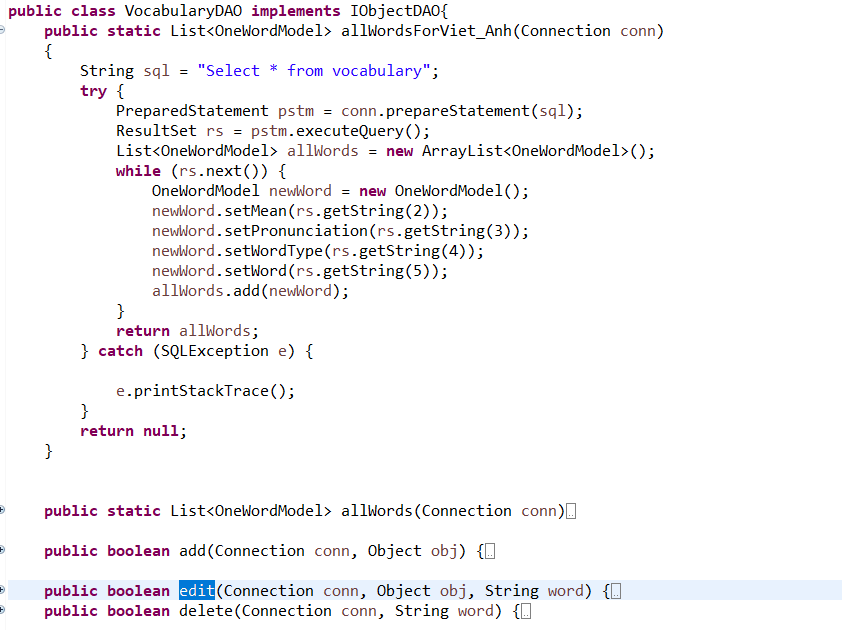 public class VocabularyDAO implements IObjectDAO{
    public static List<OneWordModel> allWordsForViet_Anh(Connection conn)
    {
        String sql = "Select * from vocabulary";
        try {
            PreparedStatement pstm = conn.prepareStatement(sql);
            ResultSet rs = pstm.executeQuery();
            List<OneWordModel> allWords = new ArrayList<OneWordModel>();
            while (rs.next()) {
                OneWordModel newWord = new OneWordModel();
                newWord.setMean(rs.getString(2));
                newWord.setPronunciation(rs.getString(3));
                newWord.setWordType(rs.getString(4));
                newWord.setWord(rs.getString(5));
                allWords.add(newWord);
            }
            return allWords;
        } catch (SQLException e) {
            e.printStackTrace();
        }
        return null;
    }
    public static List<OneWordModel> allWords(Connection conn)
    public boolean add(Connection conn, Object obj) {
    public boolean edit(Connection conn, Object obj, String word) {
    public boolean delete(Connection conn, String word) {